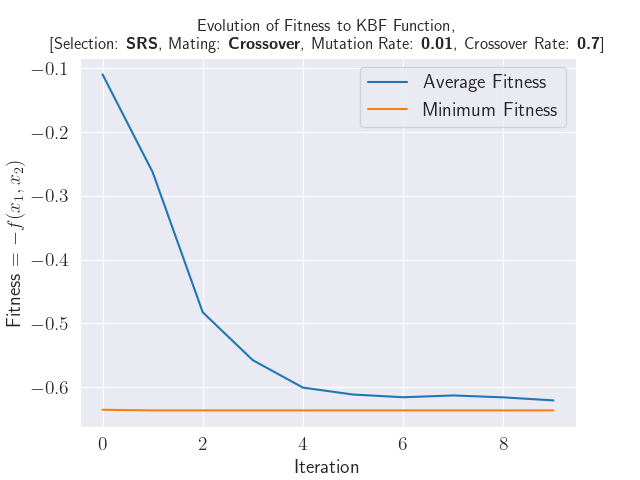 Evolution of Fitness to KBF Function,
[Selection: SRS, Mating: Crossover, Mutation Rate: 0.01, Crossover Rate: 0.7]
Average Fitness
Minimum Fitness
Fitness = −f(x₁, x₂)
−0.1
−0.2
−0.3
−0.4
−0.5
−0.6
0 2 4 6 8
Iteration